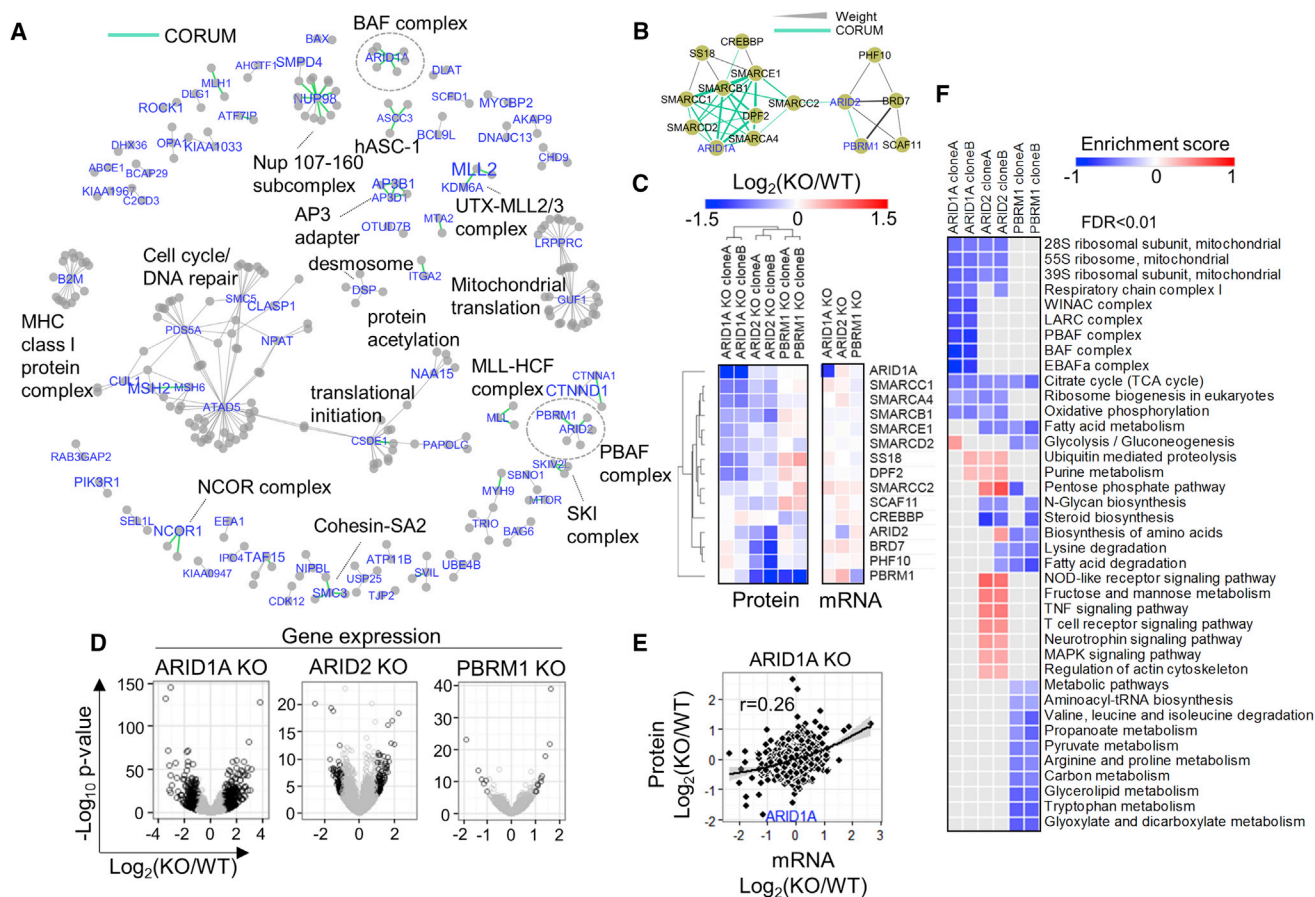 A
CORUM
BAF complex
BAX
SMPD4
ARID1A
AHCTF1
MLH1
DLG1
ROCK1
ATF7IP
NUP98
DLAT
SCFD1
MYCBP2
ASCC3
AKAP9
BCL9L
DNAJC13
hASC-1
OPA1
KIAA1033
DHX36
CHD9
ABCE1
BCAP29
KIAA1967
C2CD3
Nup 107-160
subcomplex
MLL2
KDM6A
AP3B1
AP3D1
UTX-MLL2/3
complex
AP3
adapter
OTUD7B
MTA2
LRPPRC
Cell cycle/
DNA repair
desmosome
ITGA2
DSP
Mitochondrial
translation
B2M
SMC5
CLASP1
GUF1
MHC
class I
protein
complex
PDS5A
NPAT
protein
acetylation
CUL1
MSH2
MSH6
NAA15
MLL-HCF
complex
CTNNA1
CTNND1
ATAD5
translational
initiation
MLL
PBRM1
ARID2
CSDE1
PAPOLG
PBAF
complex
RAB3GAP2
PIK3R1
SKIV2L
SBNO1
NCOR complex
MYH9
MTOR
SKI
complex
SEL1L
NCOR1
EEA1
Cohesin-SA2
TRIO
BAG6
IPO4
TAF15
ATP11B
KIAA0947
NIPBL
USP25
SVIL
UBE4B
CDK12
SMC3
TJP2
B
Weight
CORUM
CREBBP
SS18
PHF10
SMARCE1
SMARCB1
SMARCC1
SMARCC2
ARID2
BRD7
DPF2
SMARCD2
SMARCA4
ARID1A
PBRM1
SCAF11
C
Log2(KO/WT)
-1.5
0
1.5
ARID1A KO cloneA
ARID1A KO cloneB
ARID2 KO cloneA
ARID2 KO cloneB
PBRM1 KO cloneA
PBRM1 KO cloneB
ARID1A KO
ARID2 KO
PBRM1 KO
ARID1A
SMARCC1
SMARCA4
SMARCB1
SMARCE1
SMARCD2
SS18
DPF2
SMARCC2
SCAF11
CREBBP
ARID2
BRD7
PHF10
PBRM1
Protein
mRNA
D
Gene expression
ARID1A KO
ARID2 KO
PBRM1 KO
-Log10 p-value
150
100
50
0
-4 -2 0 2 4
20
15
10
5
0
-2 0 2
40
30
20
10
0
-2 -1 0 1 2
Log2(KO/WT)
E
ARID1A KO
r=0.26
Protein
Log2(KO/WT)
2
1
0
-1
-2
ARID1A
-2 -1 0 1 2 3
mRNA
Log2(KO/WT)
F
Enrichment score
-1
0
1
FDR<0.01
ARID1A cloneA
ARID1A cloneB
ARID2 cloneA
ARID2 cloneB
PBRM1 cloneA
PBRM1 cloneB
28S ribosomal subunit, mitochondrial
55S ribosome, mitochondrial
39S ribosomal subunit, mitochondrial
Respiratory chain complex I
WINAC complex
LARC complex
PBAF complex
BAF complex
EBAFa complex
Citrate cycle (TCA cycle)
Ribosome biogenesis in eukaryotes
Oxidative phosphorylation
Fatty acid metabolism
Glycolysis / Gluconeogenesis
Ubiquitin mediated proteolysis
Purine metabolism
Pentose phosphate pathway
N-Glycan biosynthesis
Steroid biosynthesis
Biosynthesis of amino acids
Lysine degradation
Fatty acid degradation
NOD-like receptor signaling pathway
Fructose and mannose metabolism
TNF signaling pathway
T cell receptor signaling pathway
Neurotrophin signaling pathway
MAPK signaling pathway
Regulation of actin cytoskeleton
Metabolic pathways
Aminoacyl-tRNA biosynthesis
Valine, leucine and isoleucine degradation
Propanoate metabolism
Pyruvate metabolism
Arginine and proline metabolism
Carbon metabolism
Glycerolipid metabolism
Tryptophan metabolism
Glyoxylate and dicarboxylate metabolism